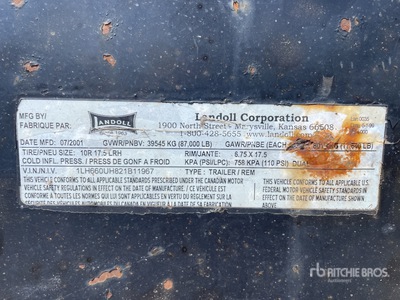 MFG BY/
FABRIQUE PAR:
LANDOLL
Landoll Corporation
1900 North Street Marysville, Kansas 66508
1-800-428-5655 www.landoll.com
DATE MFD: 07/2001 GVWR/PNBV: 39545 KG (87,000 LB) GAWR/PNBE (EACH
TIRE/PNEU SIZE: 10R 17.5 LRH RIM/JANTE: 6.75 X 17.5
COLD INFL. PRESS. / PRESS DE GONF A FROID KPA (PSI/LPC): 758 KPA (110 PSI) DUAL
V.I.N./N.I.V. TYPE: TRAILER / REM
THIS VEHICLE CONFORMS TO ALL APPLICABLE STANDARDS PRESCRIBED UNDER THE CANADIAN MOTOR
VEHICLE SAFETY REGULATIONS IN EFFECT ON THE DATE OF MANUFACTURE. / CE VEHICULE EST
CONFORME A TOUTES LES NORMES QUI LUI SONT APPLICABLES EN VERTU DU REGLEMENT SUR LA
THIS VEHICLE CONFORMS TO ALL APPLICABLE U.S.
FEDERAL MOTOR VEHICLE SAFETY STANDARDS IN
EFFECT ON THE DATE OF MANUFACTURE
rb RITCHIE BROS.
Auctioneers